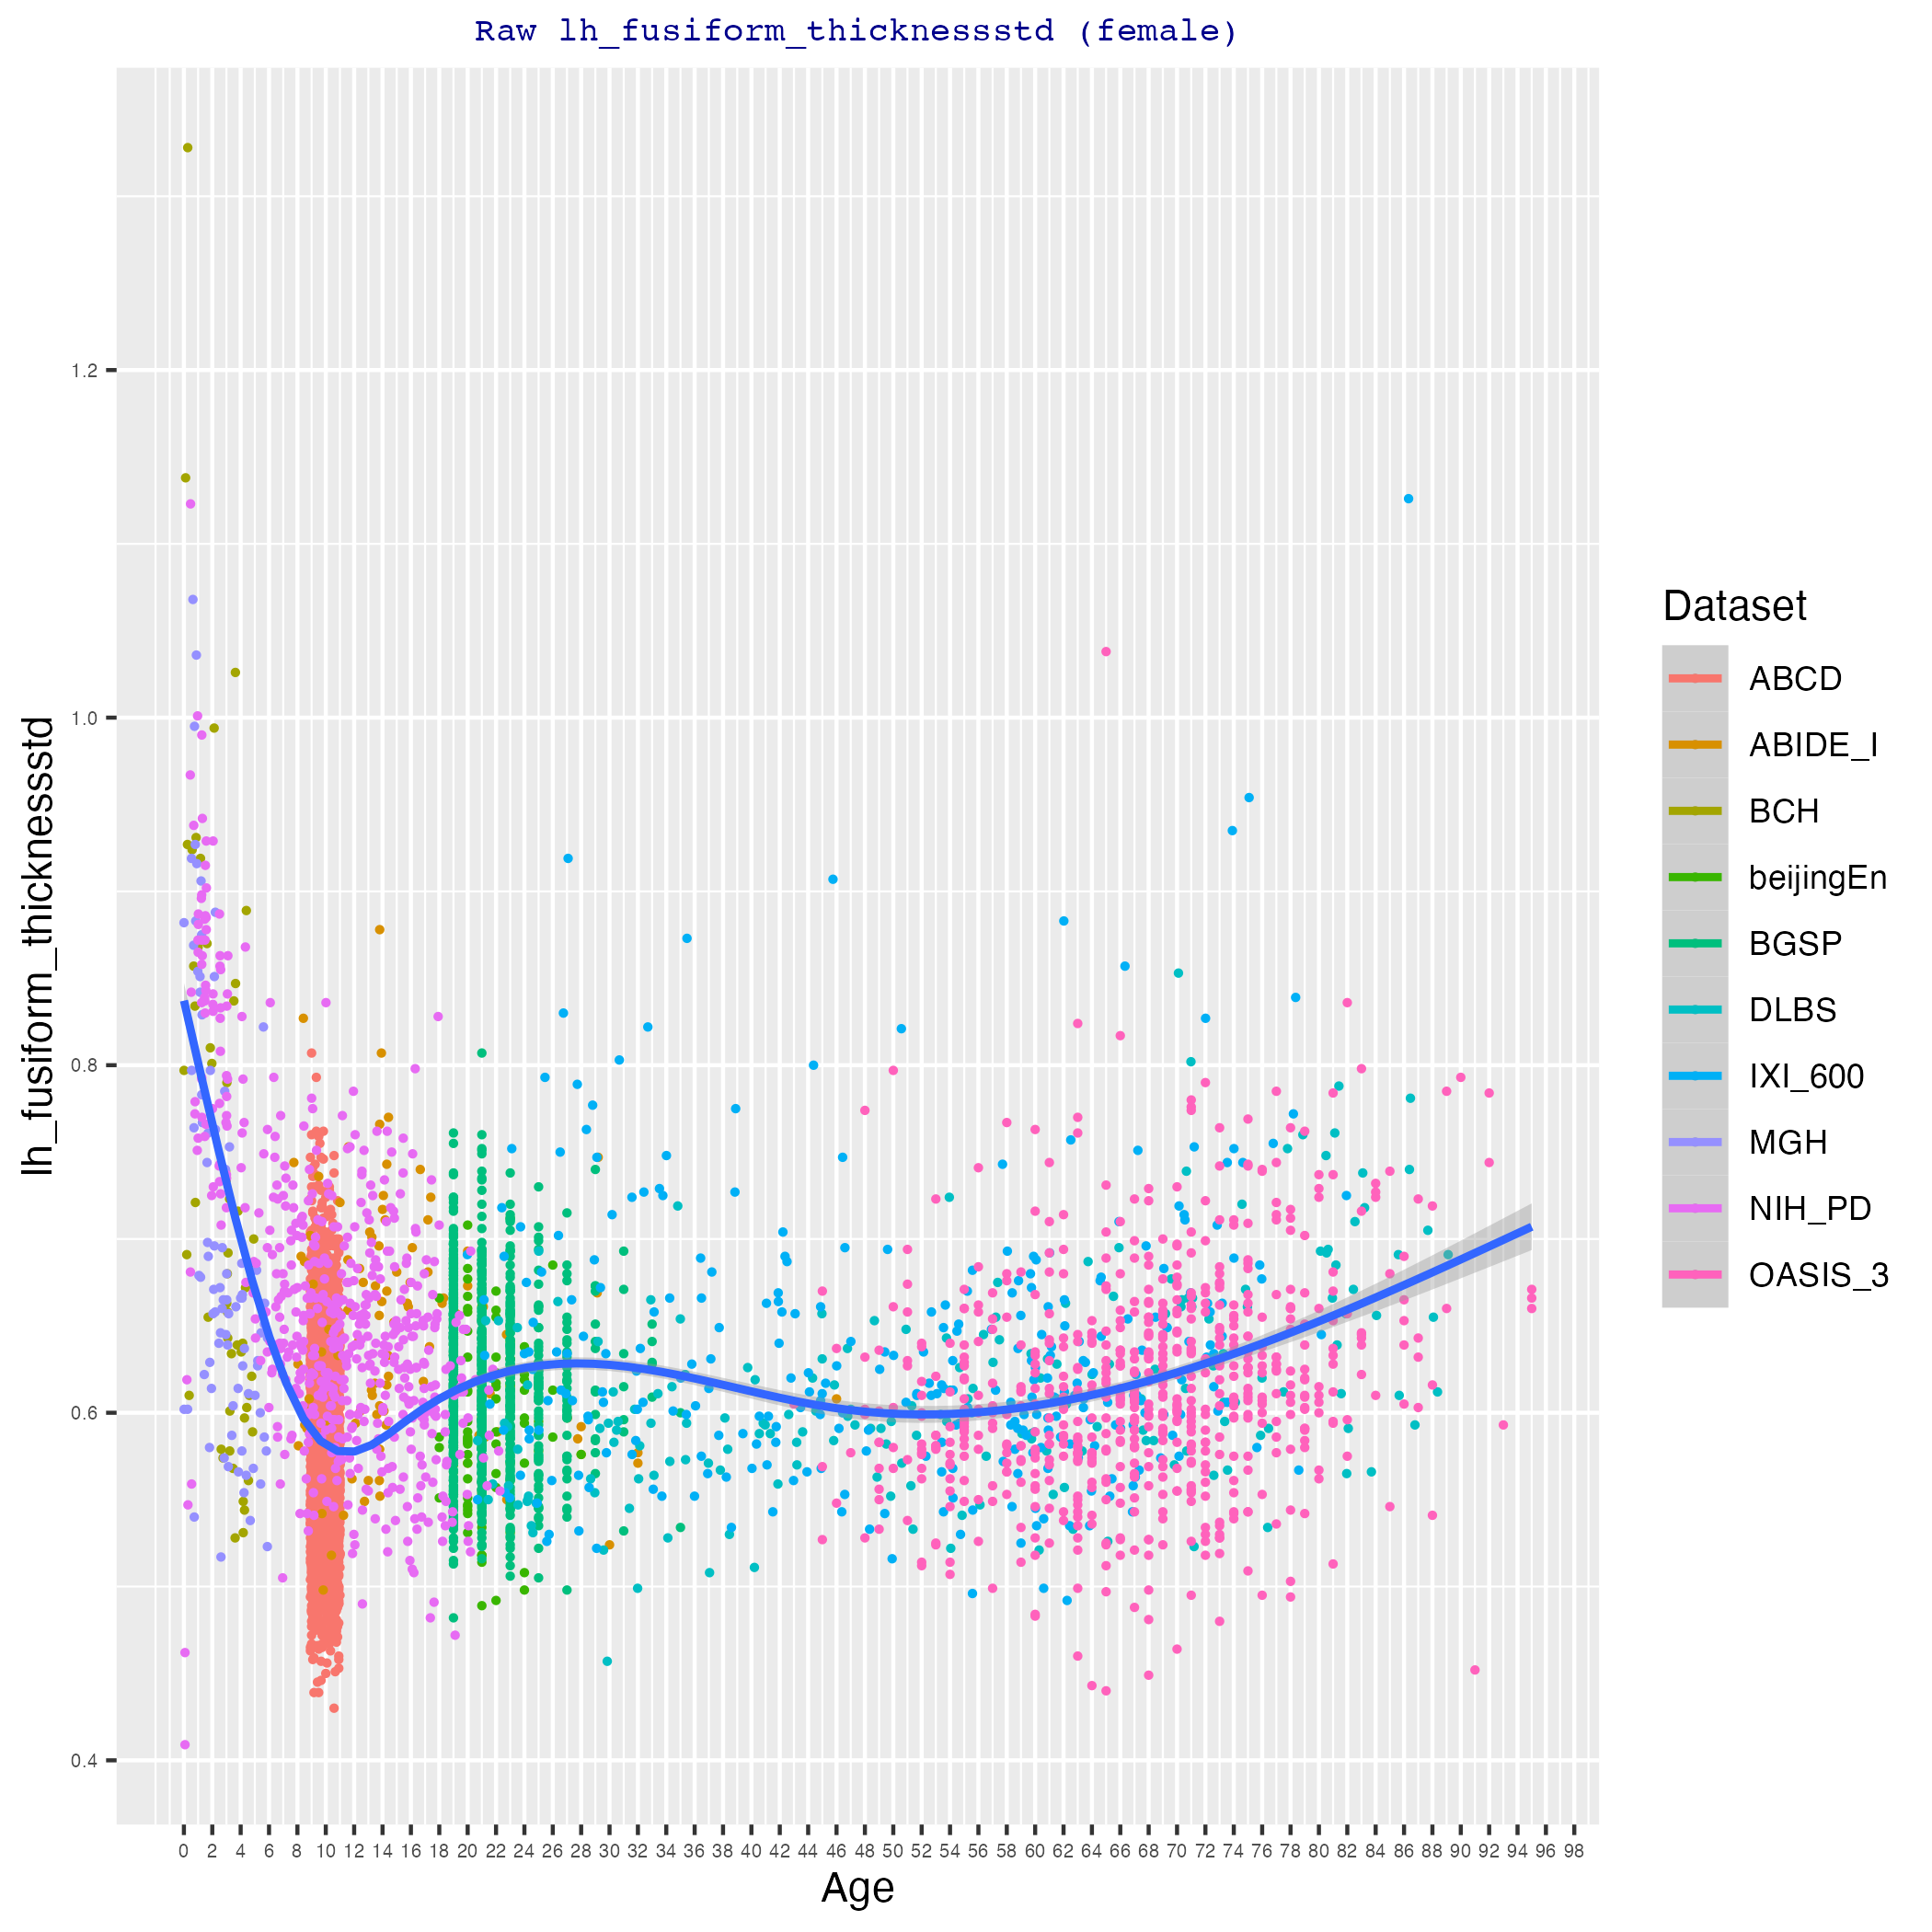 Raw lh_fusiform_thicknessstd (female)
lh_fusiform_thicknessstd
1.2
1.0
0.8
0.6
0.4
0 2 4 6 8 10 12 14 16 18 20 22 24 26 28 30 32 34 36 38 40 42 44 46 48 50 52 54 56 58 60 62 64 66 68 70 72 74 76 78 80 82 84 86 88 90 92 94 96 98
Age
Dataset
ABCD
ABIDE_I
BCH
beijingEn
BGSP
DLBS
IXI_600
MGH
NIH_PD
OASIS_3